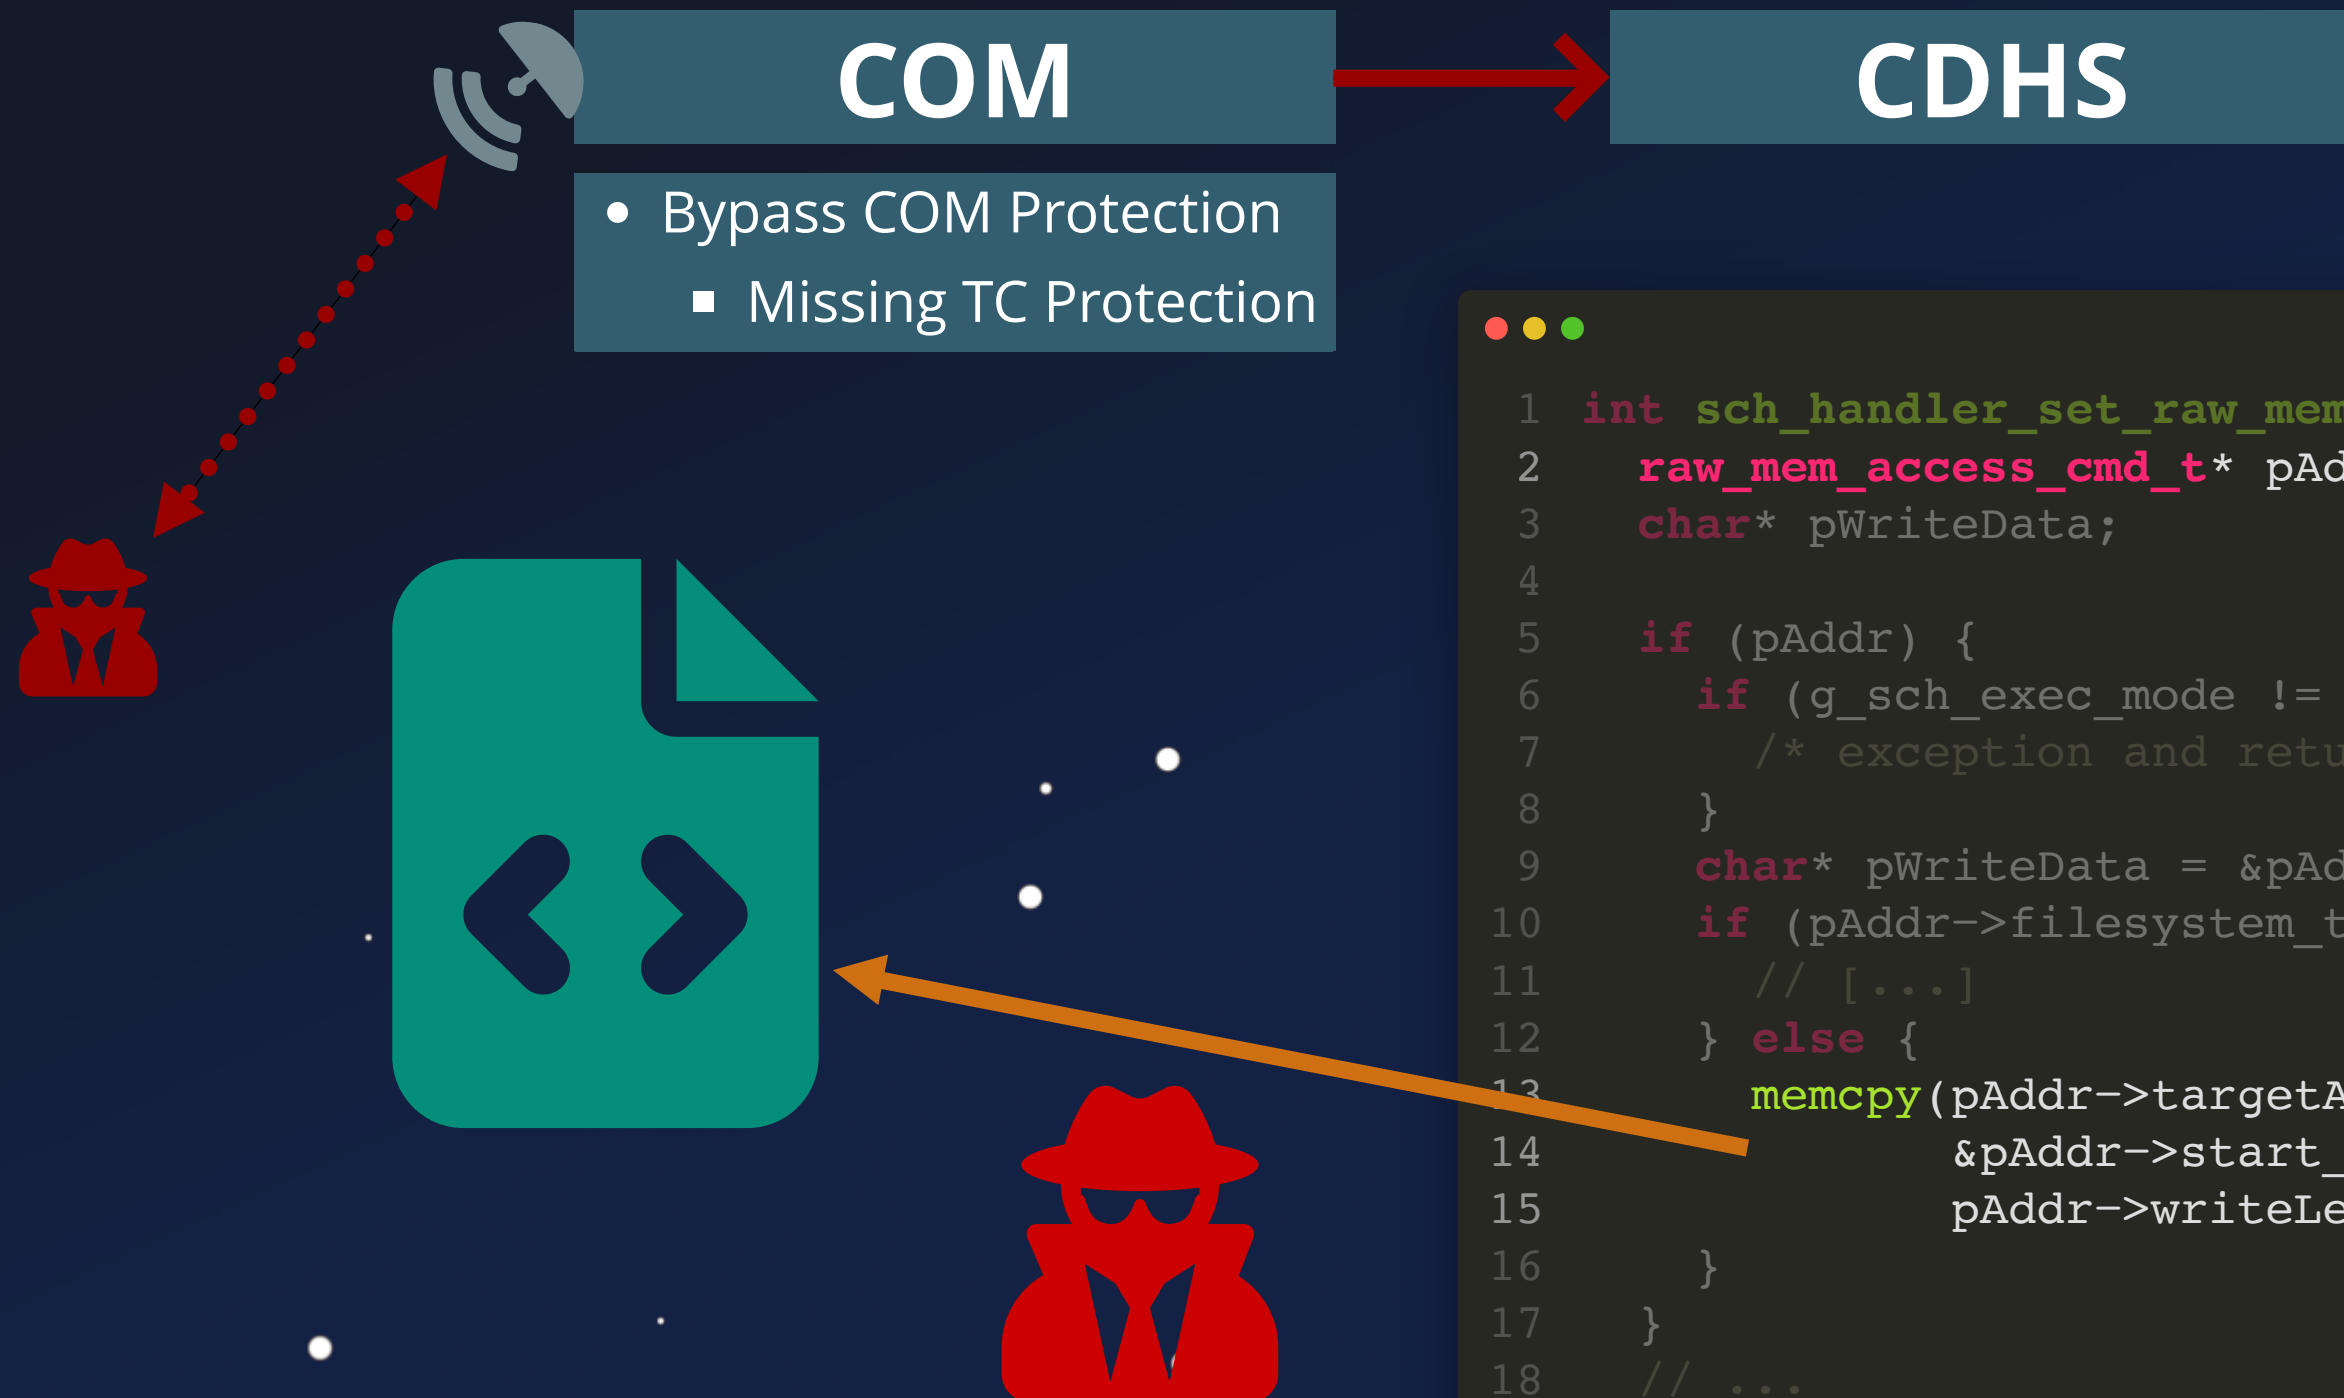 COM
CDHS
• Bypass COM Protection
▪ Missing TC Protection
1 int sch_handler_set_raw_mem
2 raw_mem_access_cmd_t* pAd
3 char* pWriteData;
4
5 if (pAddr) {
6 if (g_sch_exec_mode !=
7 /* exception and retu
8 }
9 char* pWriteData = &pAd
10 if (pAddr->filesystem_t
11 // [...]
12 } else {
13 memcpy(pAddr->targetA
14 &pAddr->start_
15 pAddr->writeLe
16 }
17 }
18 // ...